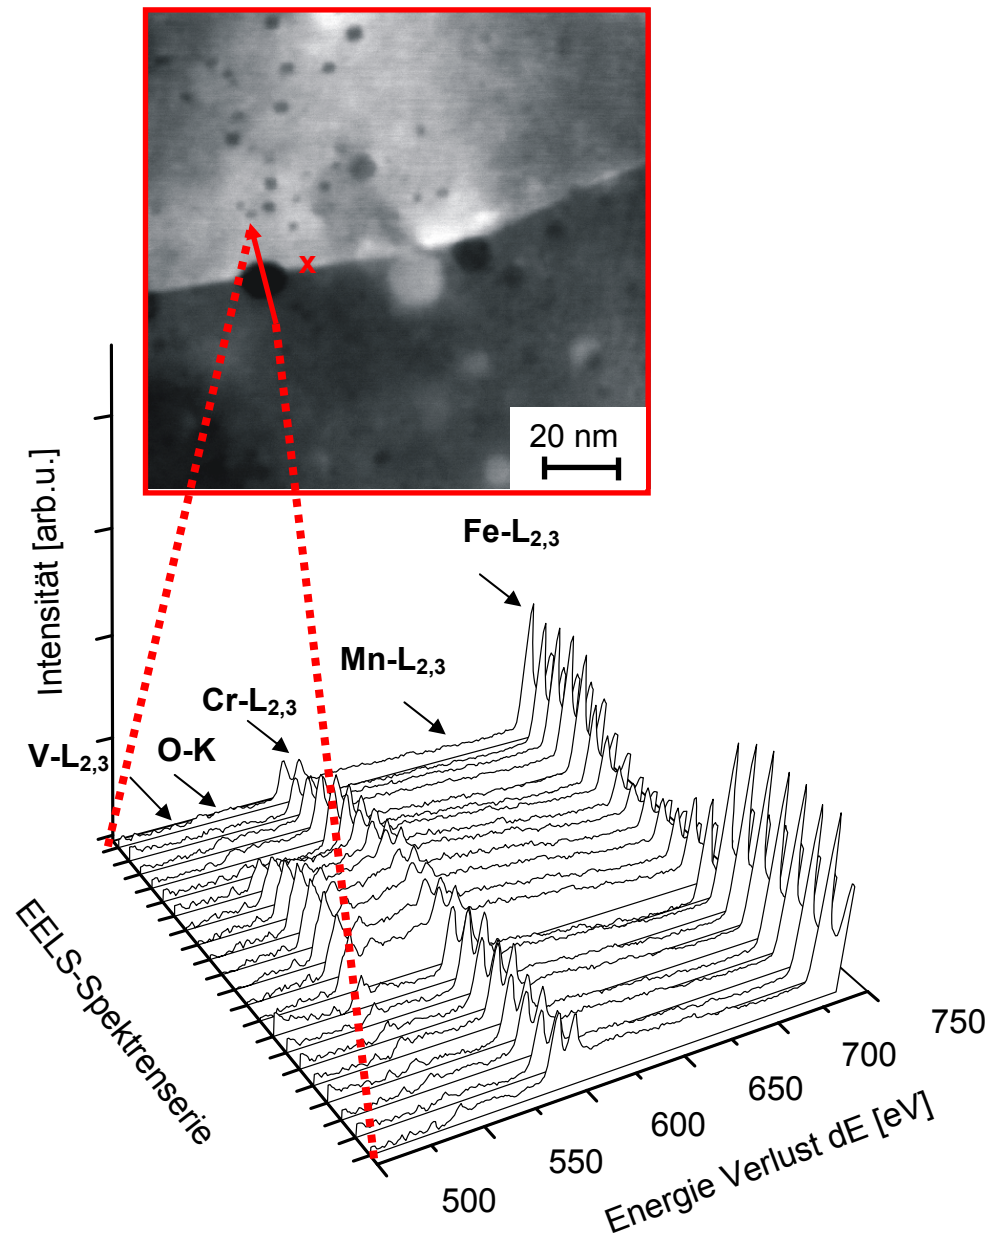 x
20 nm
Intensität [arb.u.]
Fe-L2,3
Mn-L2,3
Cr-L2,3
O-K
V-L2,3
EELS-Spektrenserie
500
550
600
650
700
750
Energie Verlust dE [eV]